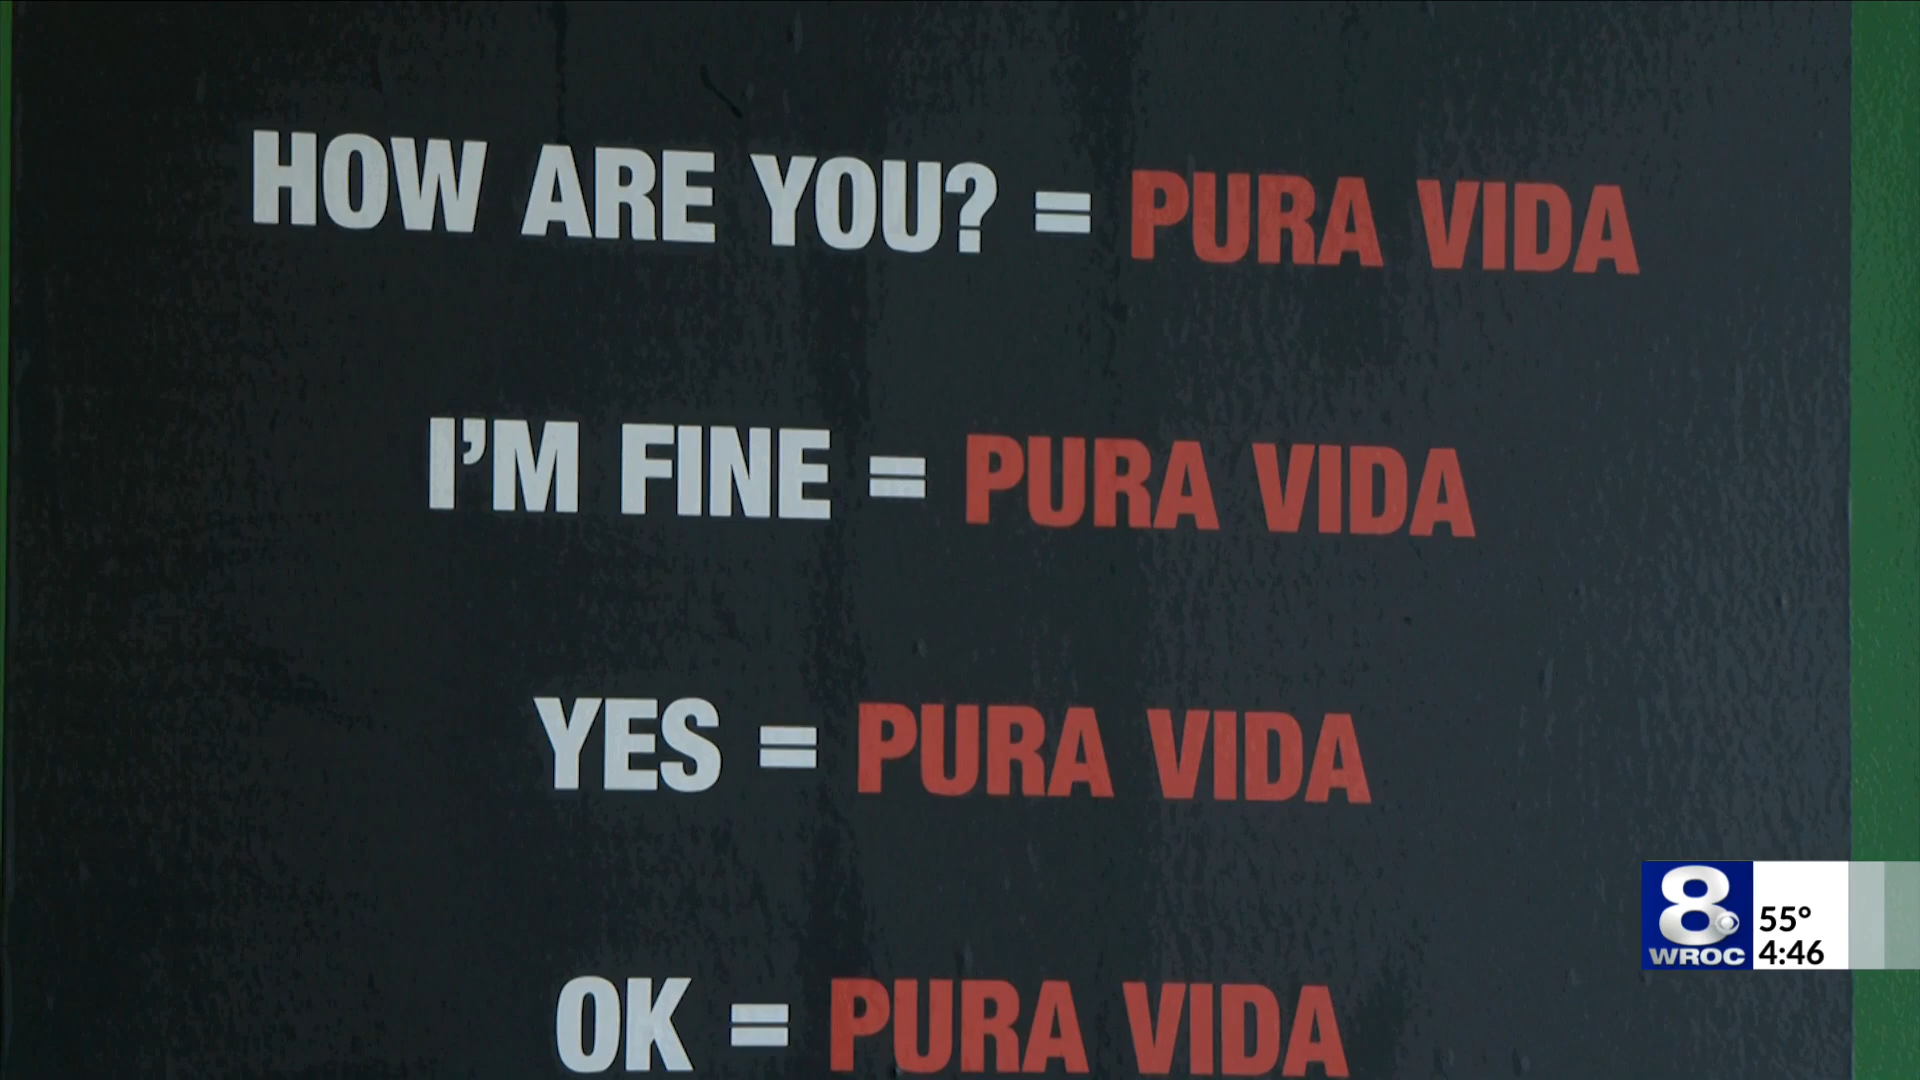 HOW ARE YOU? = PURA VIDA
I'M FINE = PURA VIDA
YES = PURA VIDA
OK = PURA VIDA
8
WROC
55°
4:46